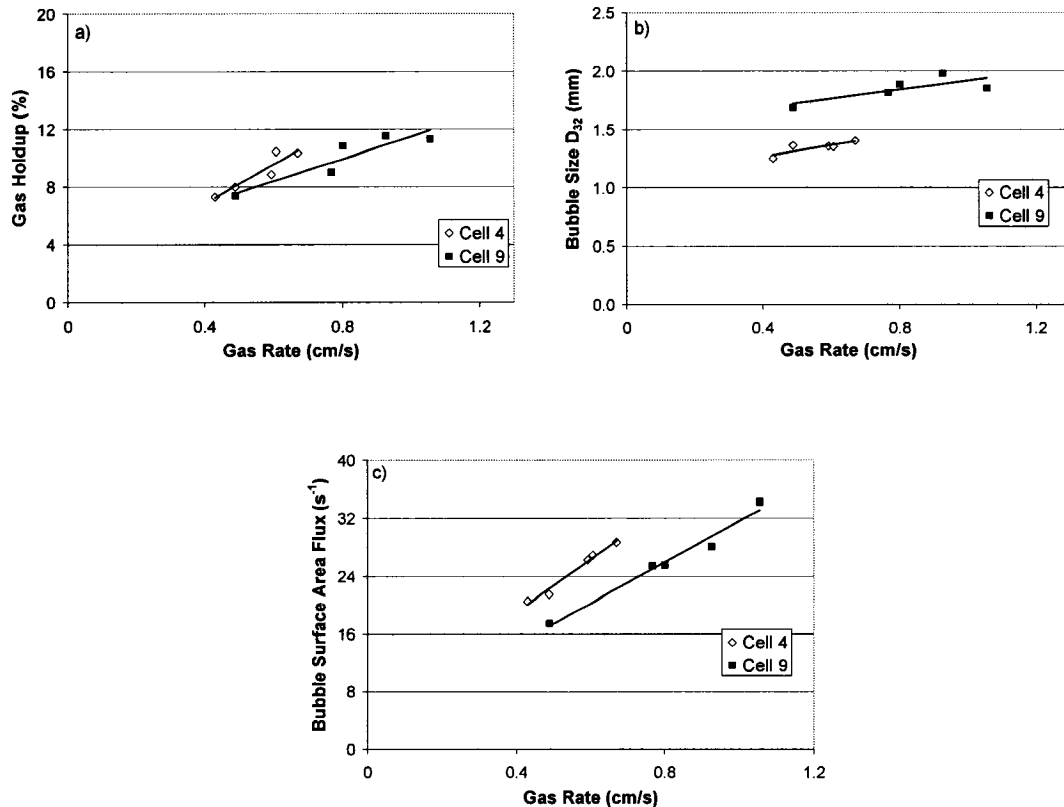 a)
Gas Holdup (%)
20
16
12
8
4
0
0
0.4
0.8
1.2
Gas Rate (cm/s)
Cell 4
Cell 9
b)
Bubble Size D₃₂ (mm)
2.5
2.0
1.5
1.0
0.5
0.0
0
0.4
0.8
1.2
Gas Rate (cm/s)
Cell 4
Cell 9
c)
Bubble Surface Area Flux (s⁻¹)
40
32
24
16
8
0
0
0.4
0.8
1.2
Gas Rate (cm/s)
Cell 4
Cell 9